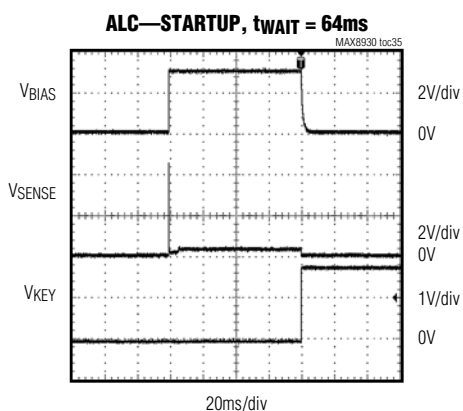 ALC—STARTUP, tWAIT = 64ms
MAX8930 toc35
VBIAS
2V/div
0V
VSENSE
2V/div
0V
VKEY
1V/div
0V
20ms/div